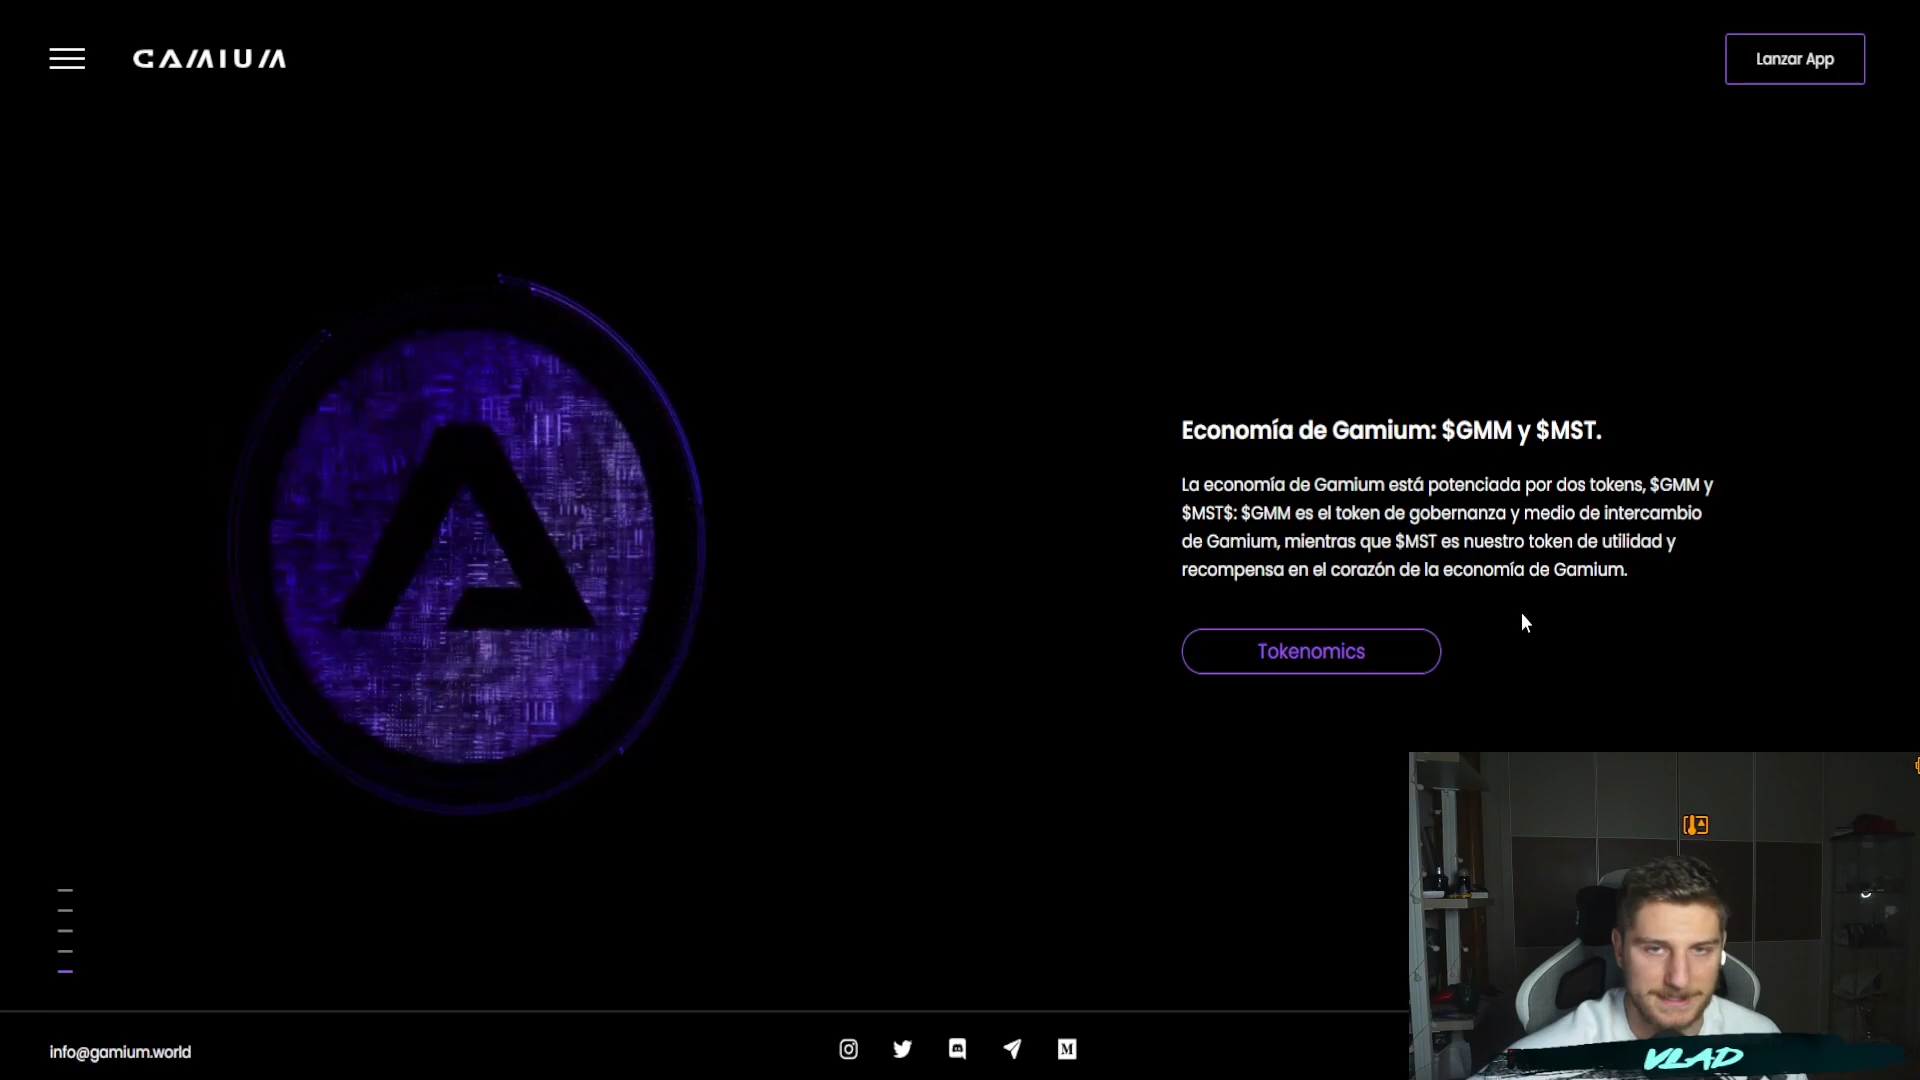 GAMIUM
Lanzar App
Economía de Gamium: $GMM y $MST.
La economía de Gamium está potenciada por dos tokens, $GMM y
$MST$: $GMM es el token de gobernanza y medio de intercambio
de Gamium, mientras que $MST es nuestro token de utilidad y
recompensa en el corazón de la economía de Gamium.
Tokenomics
info@gamium.world
M
VLAD